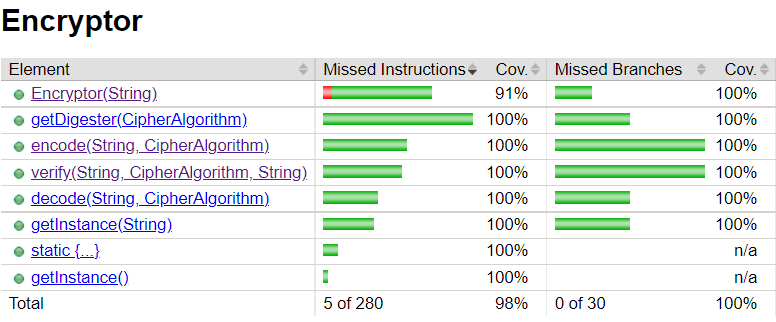 Encryptor
Element Missed Instructions Cov. Missed Branches Cov.
Encryptor(String) 91% 100%
getDigester(CipherAlgorithm) 100% 100%
encode(String, CipherAlgorithm) 100% 100%
verify(String, CipherAlgorithm, String) 100% 100%
decode(String, CipherAlgorithm) 100% 100%
getInstance(String) 100% 100%
static {...} 100% n/a
getInstance() 100% n/a
Total 5 of 280 98% 0 of 30 100%